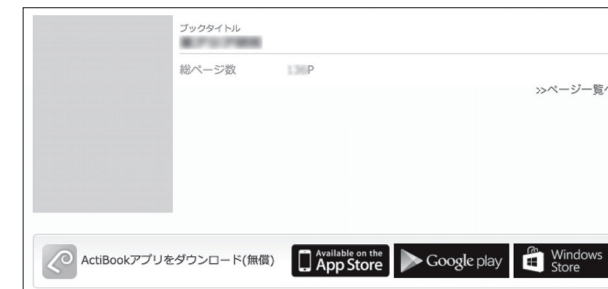 ブックタイトル
総ページ数
>>ページ一覧へ
ActiBookアプリをダウンロード(無償)
Available on the
App Store
Google play
Windows
Store